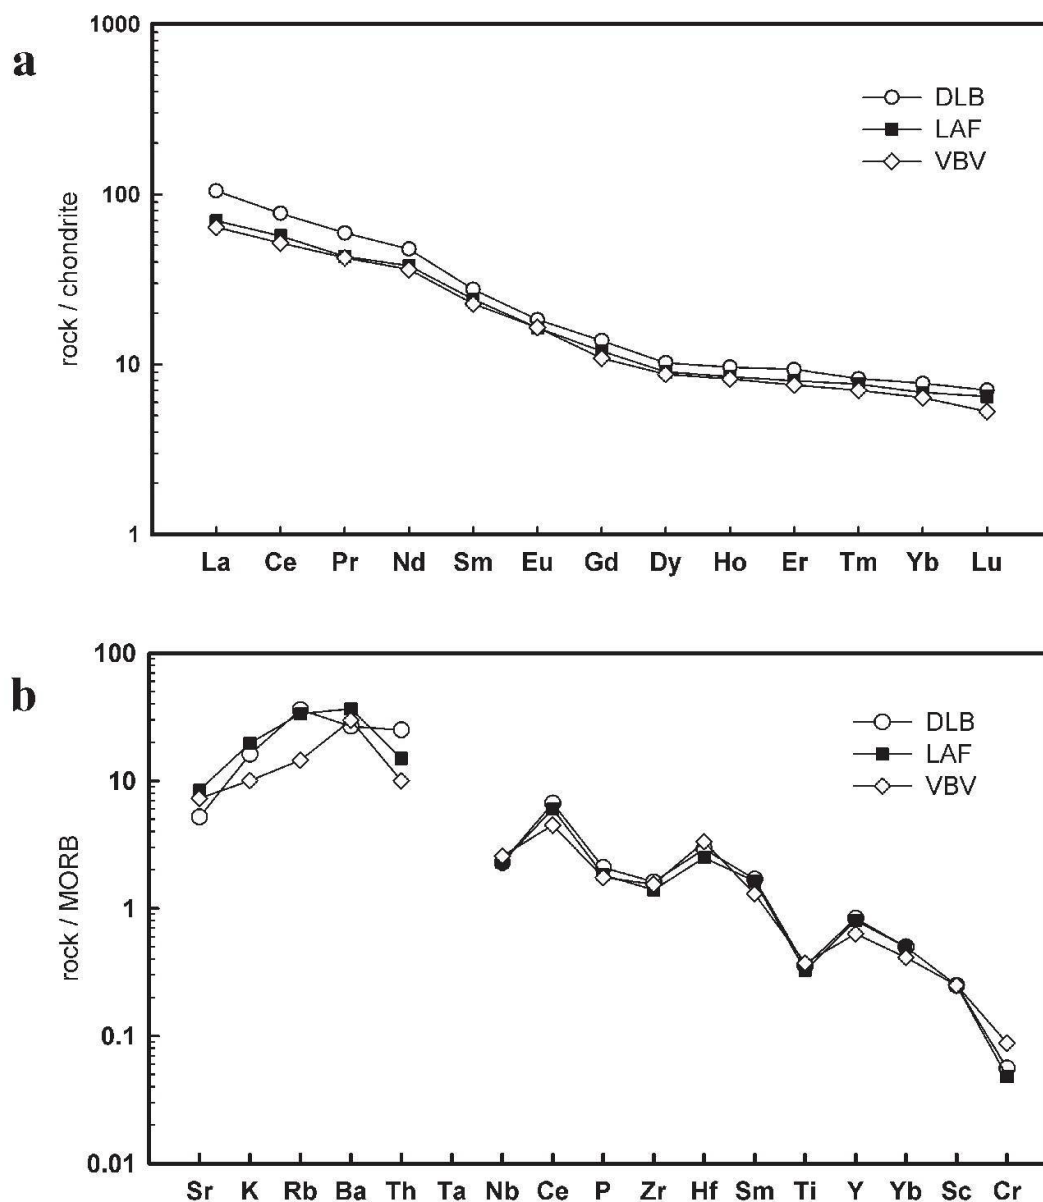 a
1000
100
10
1
rock / chondrite
DLB
LAF
VBV
La Ce Pr Nd Sm Eu Gd Dy Ho Er Tm Yb Lu
b
100
10
1
0.1
0.01
rock / MORB
DLB
LAF
VBV
Sr K Rb Ba Th Ta Nb Ce P Zr Hf Sm Ti Y Yb Sc Cr